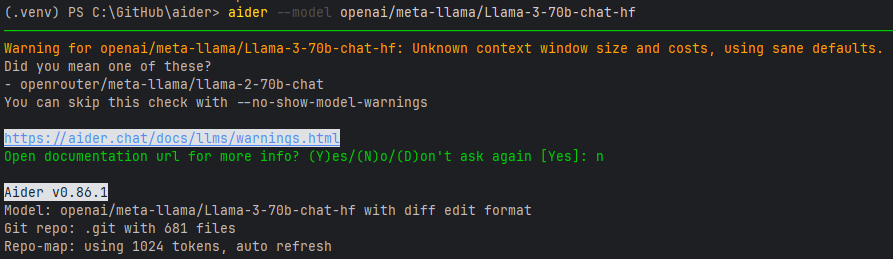 (.venv) PS C:\GitHub\aider> aider --model openai/meta-llama/Llama-3-70b-chat-hf
Warning for openai/meta-llama/Llama-3-70b-chat-hf: Unknown context window size and costs, using sane defaults.
Did you mean one of these?
- openrouter/meta-llama/llama-2-70b-chat
You can skip this check with --no-show-model-warnings
https://aider.chat/docs/llms/warnings.html
Open documentation url for more info? (Y)es/(N)o/(D)on't ask again [Yes]: n
Aider v0.86.1
Model: openai/meta-llama/Llama-3-70b-chat-hf with diff edit format
Git repo: .git with 681 files
Repo-map: using 1024 tokens, auto refresh